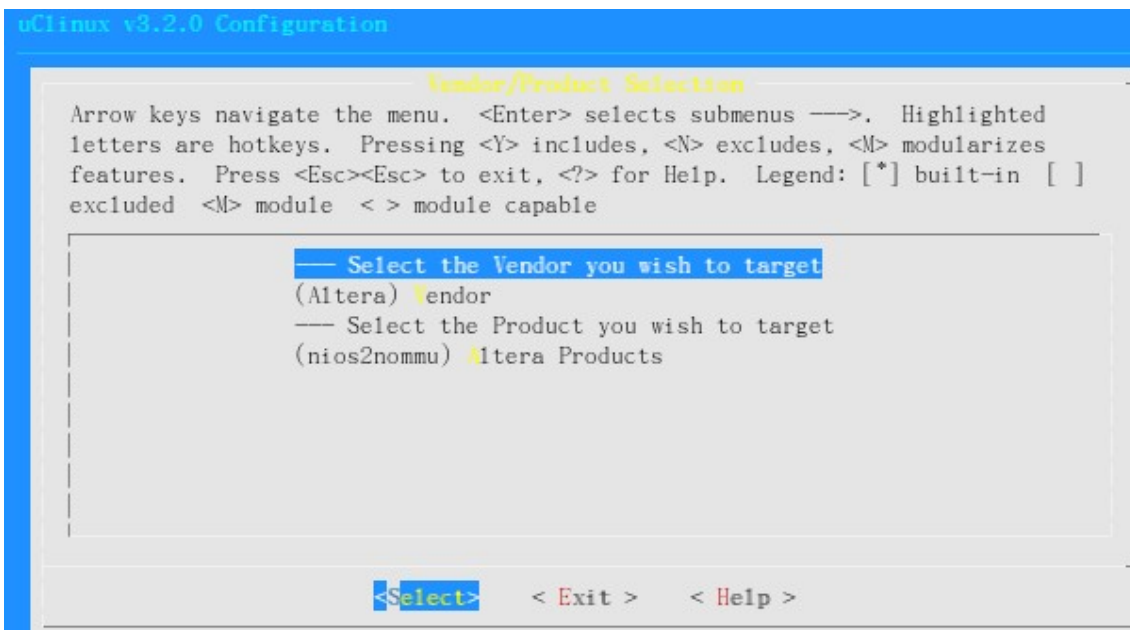 uClinux v3.2.0 Configuration
Vendor/Product Selection
Arrow keys navigate the menu.  <Enter> selects submenus --->.  Highlighted
letters are hotkeys.  Pressing <Y> includes, <N> excludes, <M> modularizes
features.  Press <Esc><Esc> to exit, <?> for Help.  Legend: [*] built-in  [ ]
excluded  <M> module  < > module capable
--- Select the Vendor you wish to target
(Altera) Vendor
--- Select the Product you wish to target
(nios2nommu) Altera Products
<Select>    < Exit >    < Help >